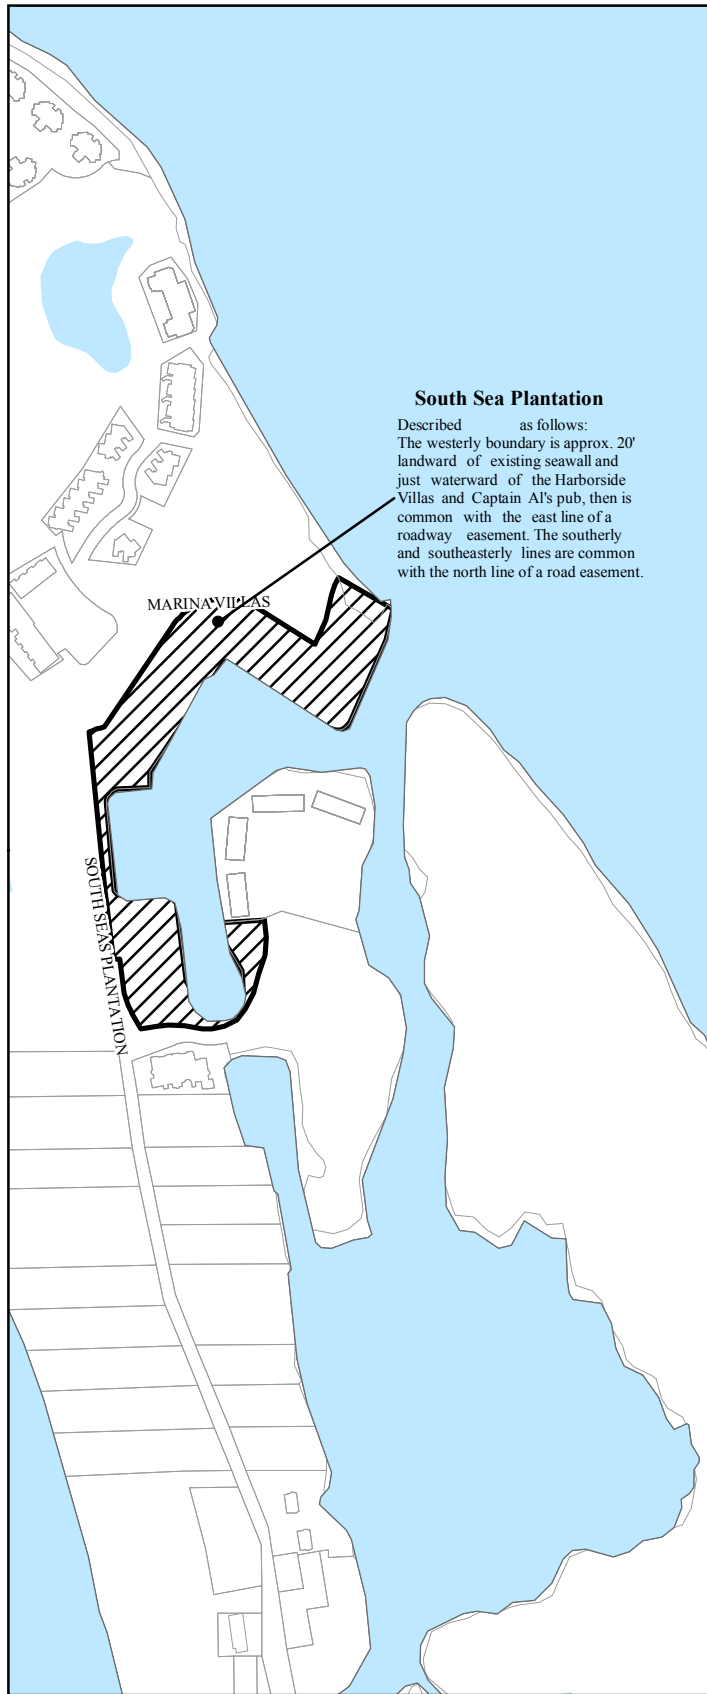 South Sea Plantation
Described as follows:
The westerly boundary is approx. 20'
landward of existing seawall and
just waterward of the Harborside
Villas and Captain Al's pub, then is
common with the east line of a
roadway easement. The southerly
and southeasterly lines are common
with the north line of a road easement.
MARINA VILLAS
SOUTH SEAS PLANTATION